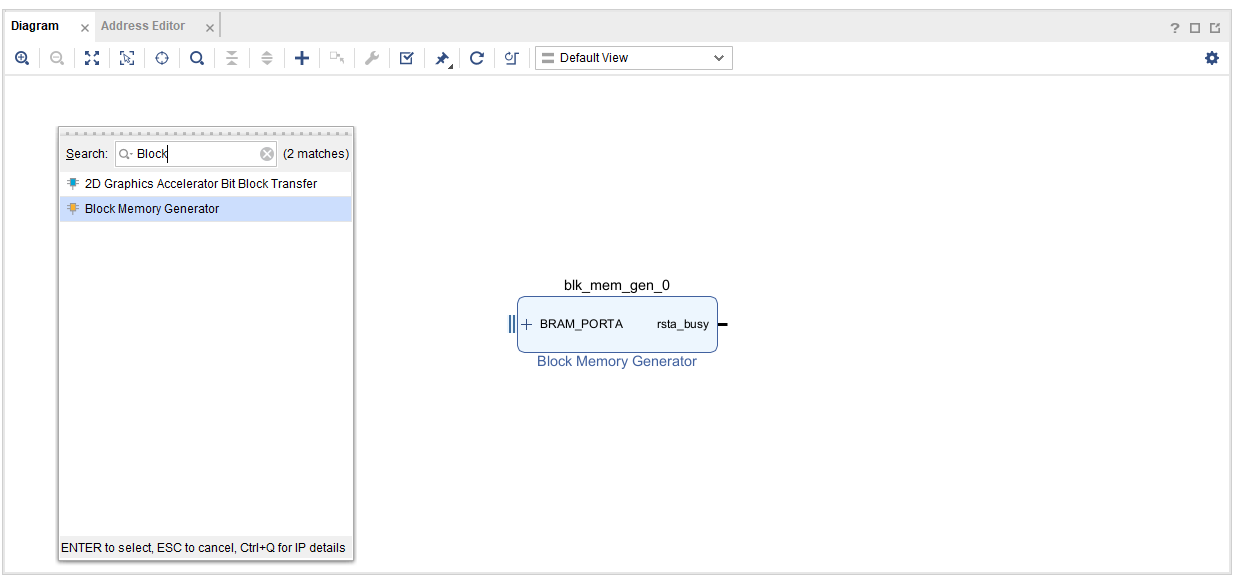 Diagram
Address Editor
?
Default View
Search: Block (2 matches)
2D Graphics Accelerator Bit Block Transfer
Block Memory Generator
blk_mem_gen_0
BRAM_PORTA rsta_busy
Block Memory Generator
ENTER to select, ESC to cancel, Ctrl+Q for IP details